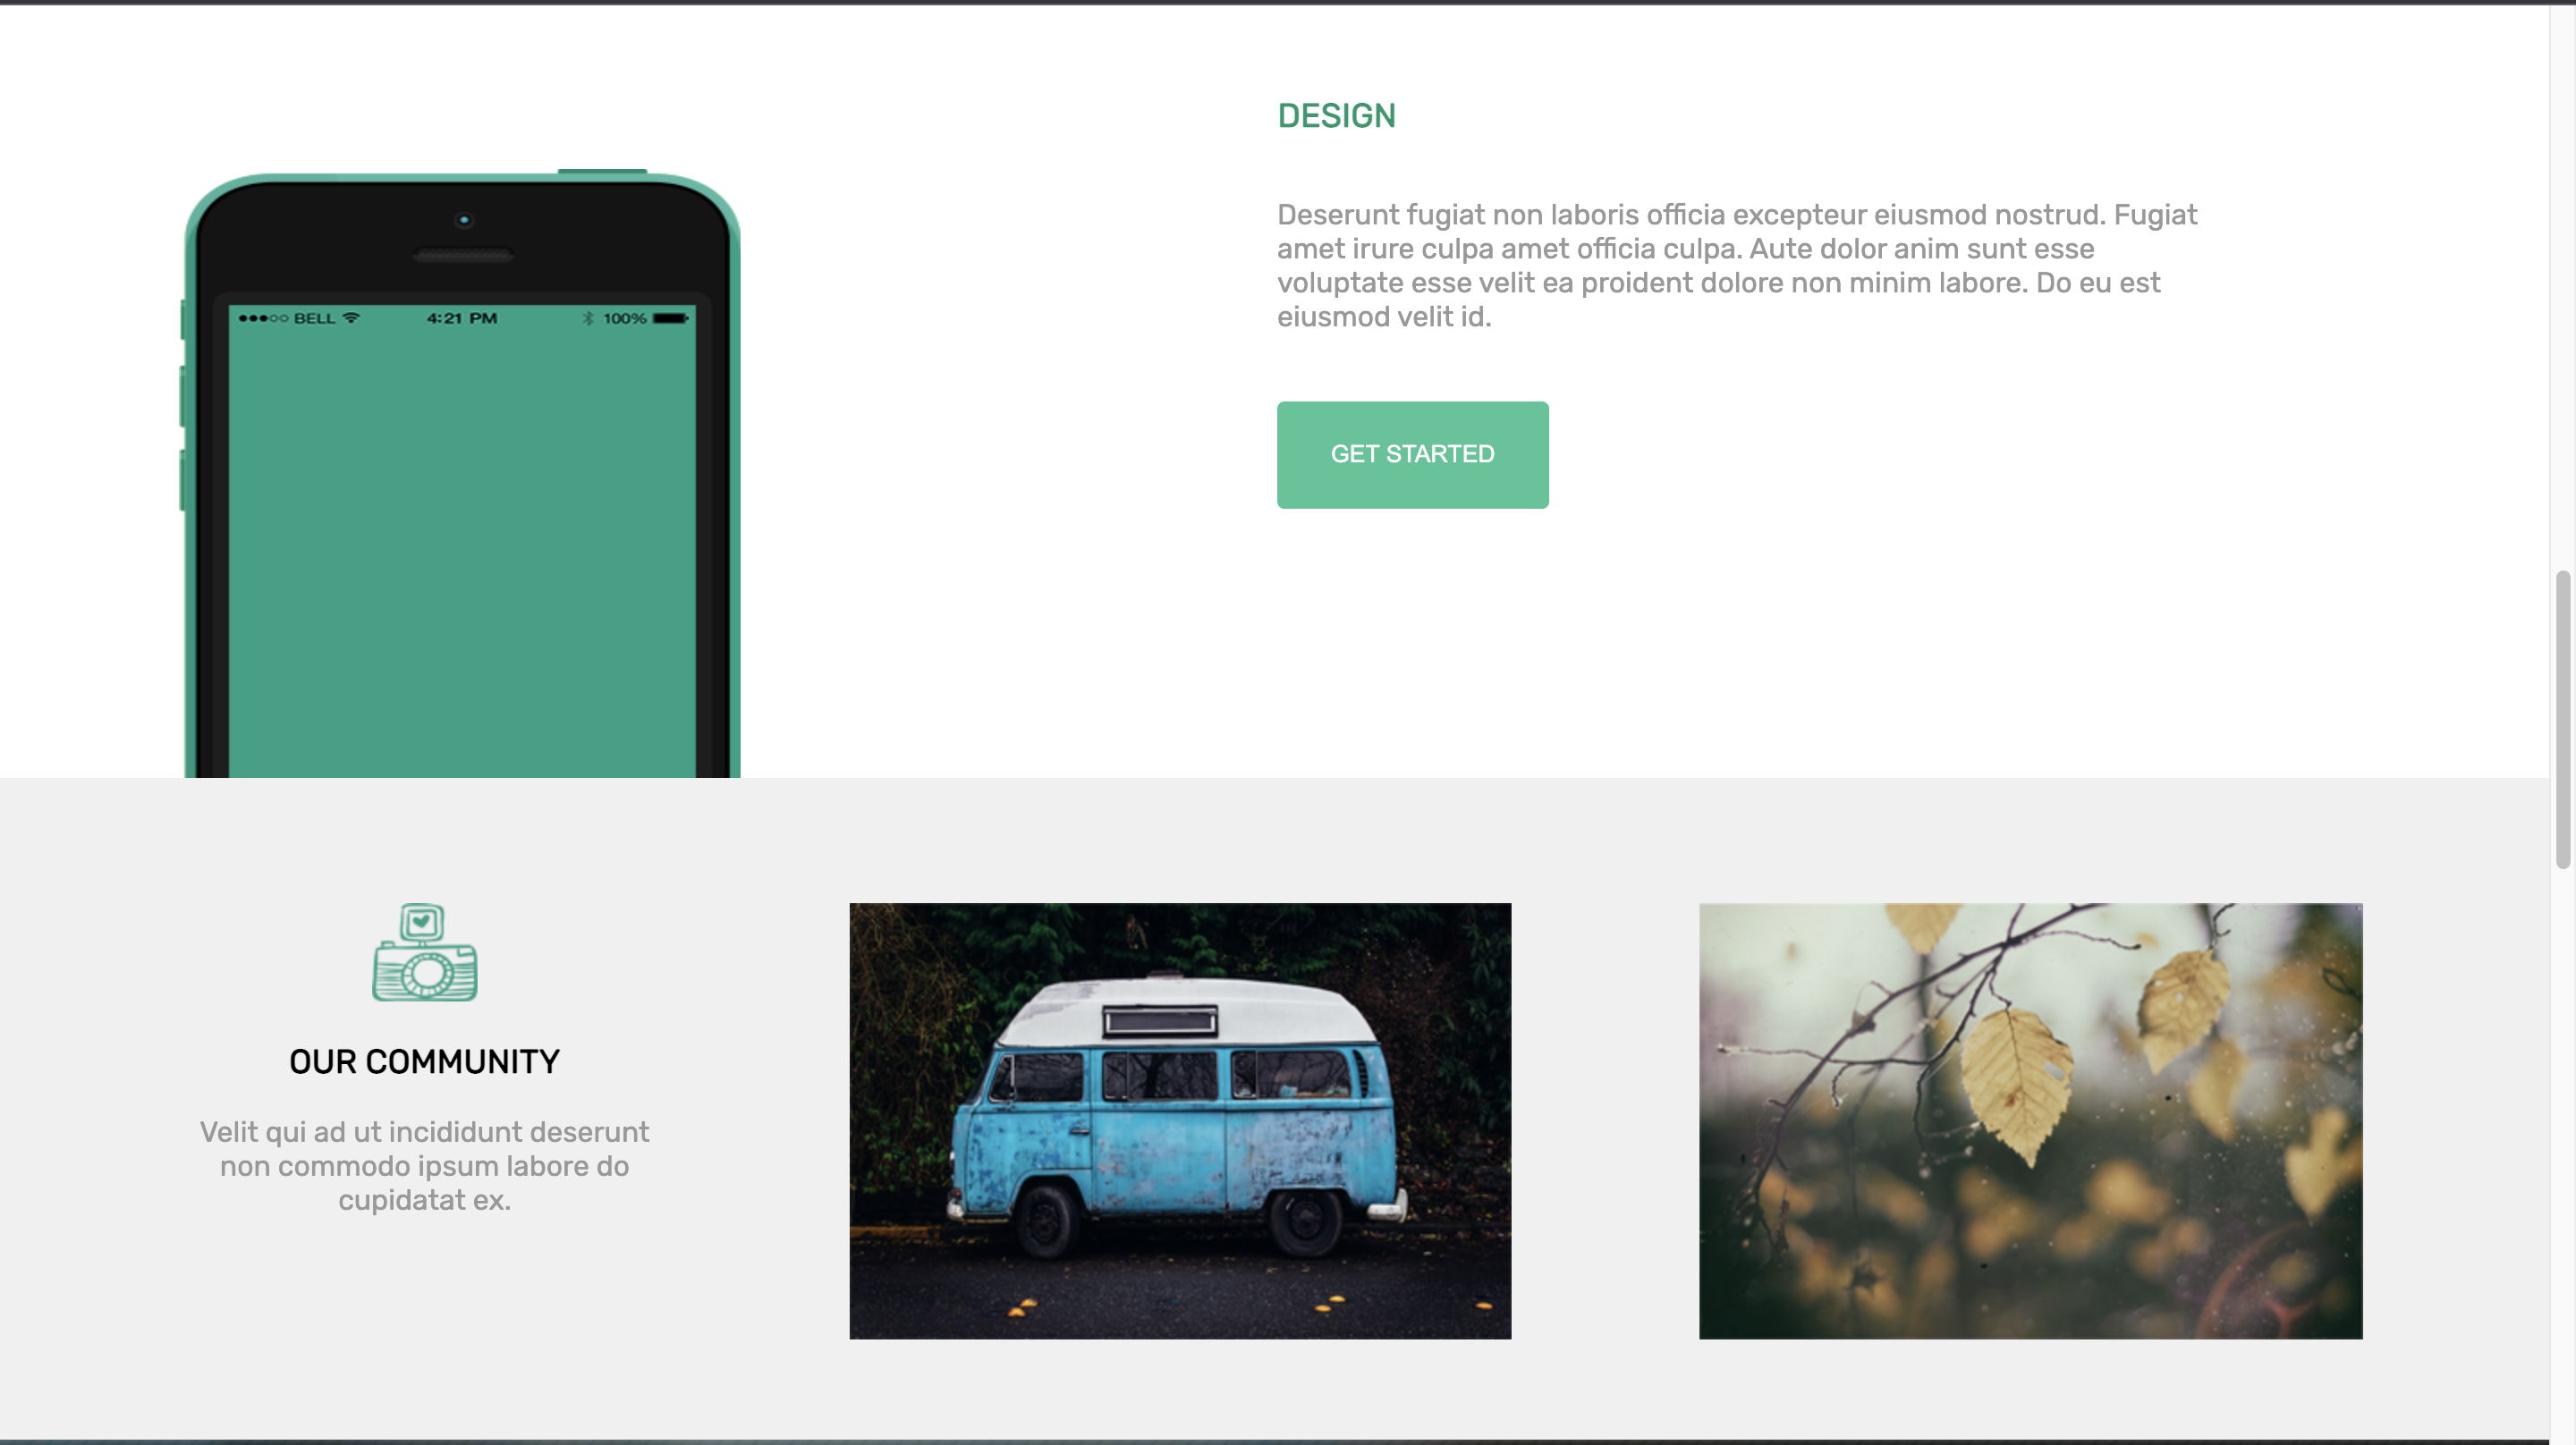 DESIGN
Deserunt fugiat non laboris officia excepteur eiusmod nostrud. Fugiat
amet irure culpa amet officia culpa. Aute dolor anim sunt esse
voluptate esse velit ea proident dolore non minim labore. Do eu est
eiusmod velit id.
GET STARTED
BELL 4:21 PM 100%
OUR COMMUNITY
Velit qui ad ut incididunt deserunt
non commodo ipsum labore do
cupidatat ex.